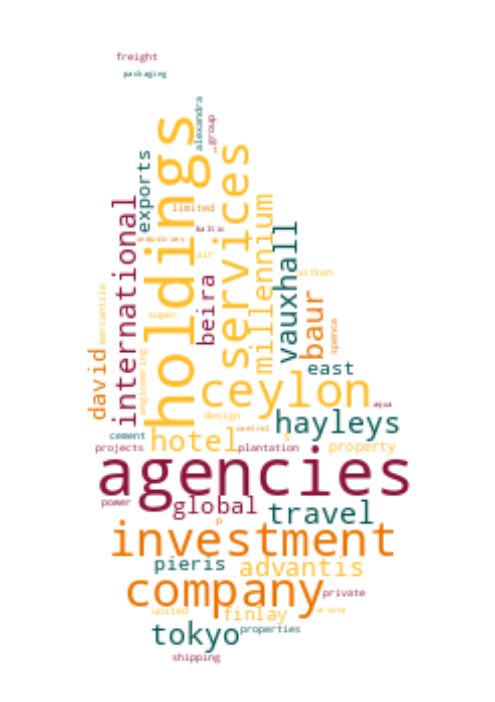 freight
packaging
alexandra
group
holdings
services
exports
limited
baltic
industries
air
international
millennium
vauxhall
beira
aitken
mercantile
super
baur
spence
david
engineering
east
ceylon
aqua
design
hayleys
control
cement
hotel
s
projects
plantation
property
agencies
power
global
travel
p
investment
pieris
advantis
company
private
united
finlay
tokyo
properties
shipping